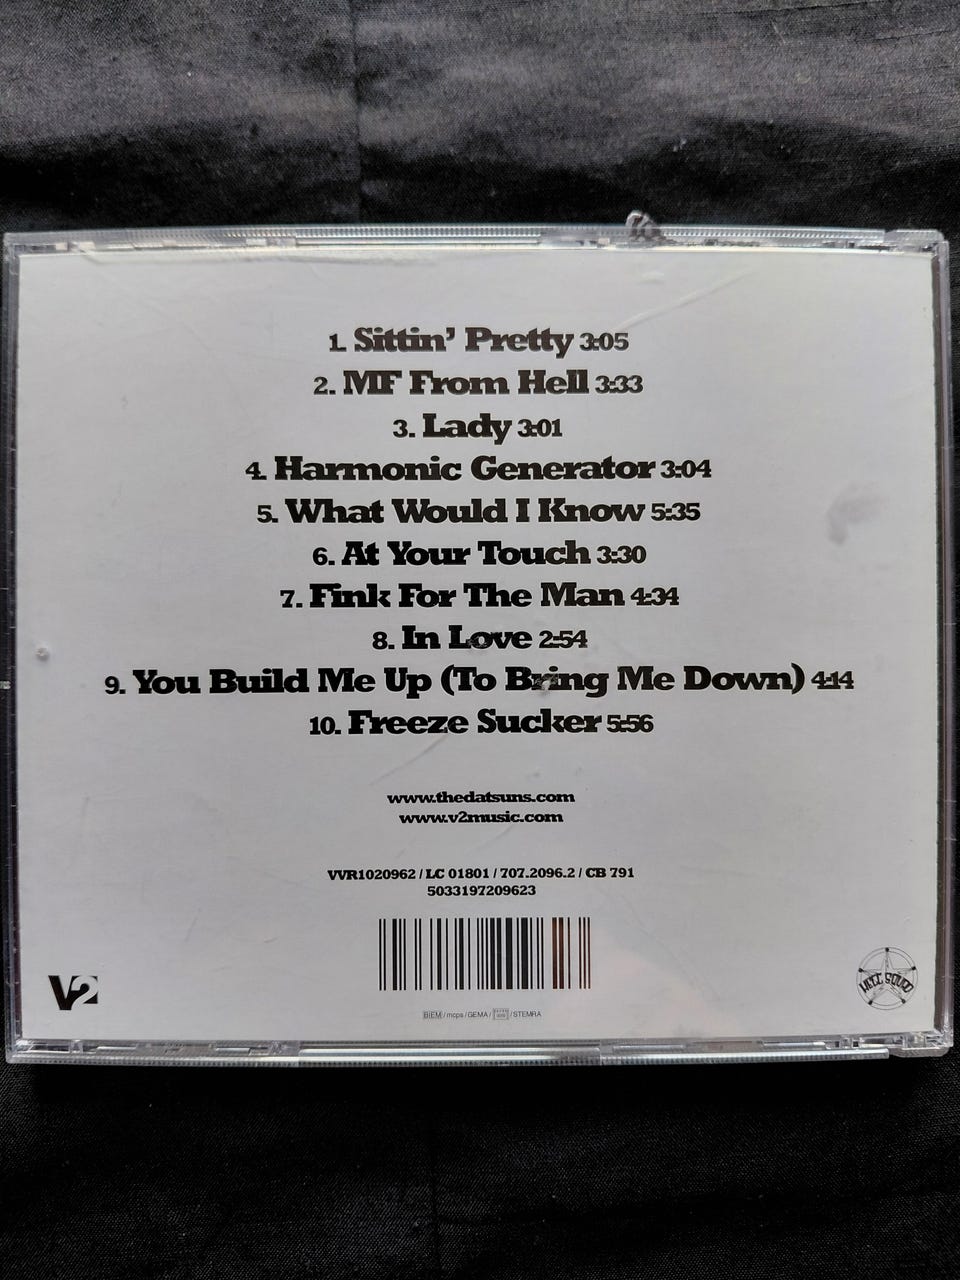 1. Sittin' Pretty 3:05
2. MF From Hell 3:33
3. Lady 3:01
4. Harmonic Generator 3:04
5. What Would I Know 5:35
6. At Your Touch 3:30
7. Fink For The Man 4:34
8. In Love 2:54
9. You Build Me Up (To Bring Me Down) 4:14
10. Freeze Sucker 5:56
www.thedatsuns.com
www.v2music.com
VVR1020962 / LC 01801 / 707.2096.2 / CB 791
5033197209623
V2
HELL SQUAD
BIEM / mcps / GEMA / / STEMRA